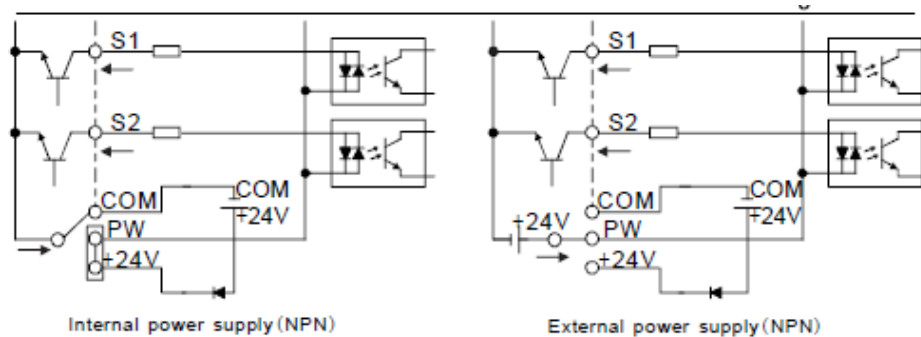 S1
S2
COM
COM
+24V
PW
+24V
Internal power supply(NPN)
S1
S2
COM
COM
+24V
+24V
PW
+24V
External power supply(NPN)